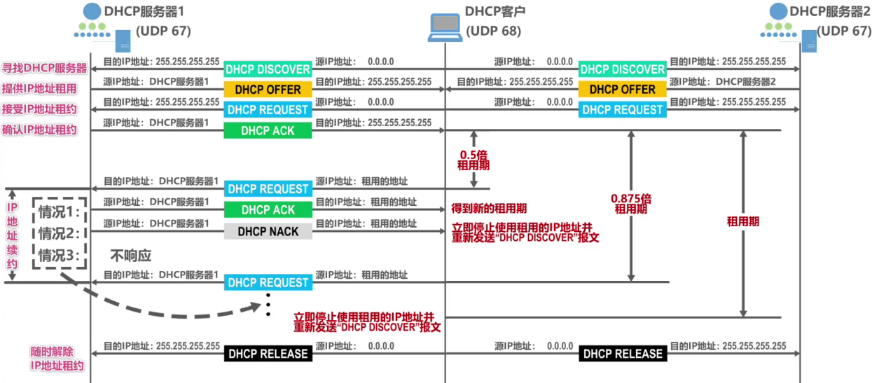 DHCP服务器1
(UDP 67)
DHCP客户
(UDP 68)
DHCP服务器2
(UDP 67)
寻找DHCP服务器
目的IP地址: 255.255.255.255
DHCP DISCOVER
源IP地址: 0.0.0.0
源IP地址: 0.0.0.0
DHCP DISCOVER
目的IP地址: 255.255.255.255
提供IP地址租用
源IP地址: DHCP服务器1
DHCP OFFER
目的IP地址: 255.255.255.255
目的IP地址: 255.255.255.255
DHCP OFFER
源IP地址: DHCP服务器2
接受IP地址租约
目的IP地址: 255.255.255.255
DHCP REQUEST
源IP地址: 0.0.0.0
源IP地址: 0.0.0.0
DHCP REQUEST
目的IP地址: 255.255.255.255
确认IP地址租约
源IP地址: DHCP服务器1
DHCP ACK
目的IP地址: 255.255.255.255
0.5倍
租用期
0.875倍
租用期
租用期
目的IP地址: DHCP服务器1
DHCP REQUEST
源IP地址: 租用的地址
IP地址续约
情况1:
源IP地址: DHCP服务器1
DHCP ACK
目的IP地址: 租用的地址
得到新的租用期
情况2:
源IP地址: DHCP服务器1
DHCP NACK
目的IP地址: 租用的地址
立即停止使用租用的IP地址并
重新发送“DHCP DISCOVER”报文
情况3:
不响应
目的IP地址: DHCP服务器1
DHCP REQUEST
源IP地址: 租用的地址
立即停止使用租用的IP地址并
重新发送“DHCP DISCOVER”报文
随时解除
IP地址租约
目的IP地址: 255.255.255.255
DHCP RELEASE
源IP地址: 0.0.0.0
源IP地址: 0.0.0.0
DHCP RELEASE
目的IP地址: 255.255.255.255